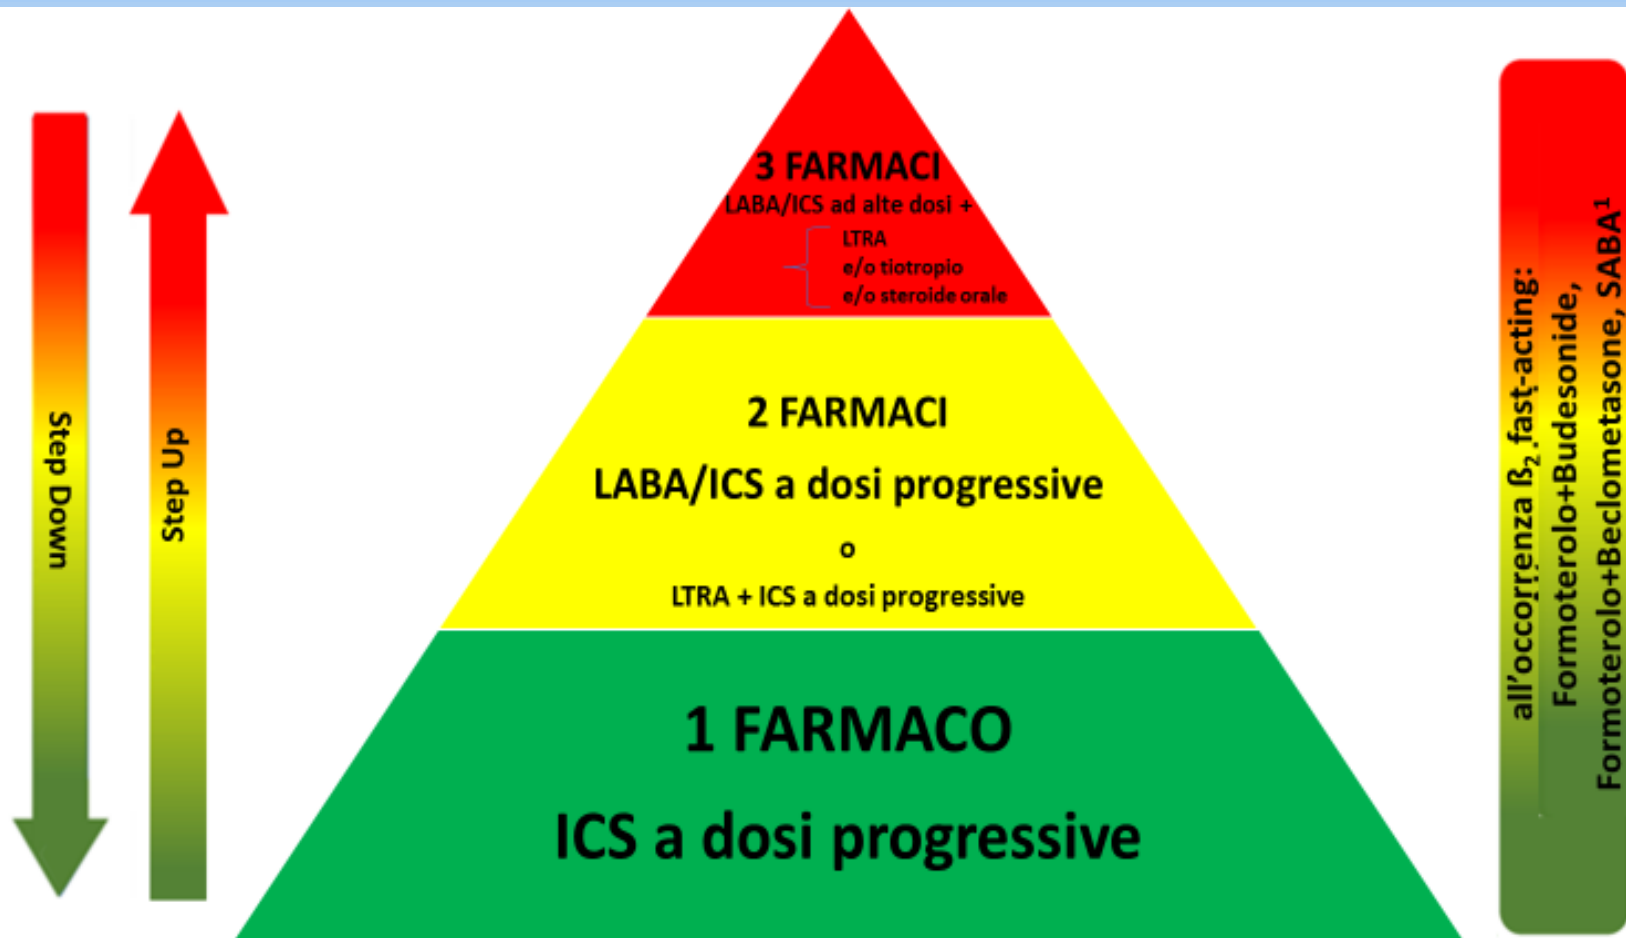 Step Down
Step Up
3 FARMACI
LABA/ICS ad alte dosi +
LTRA
e/o tiotropio
e/o steroide orale
2 FARMACI
LABA/ICS a dosi progressive
o
LTRA + ICS a dosi progressive
1 FARMACO
ICS a dosi progressive
all'occorrenza ß₂ fast-acting:
Formoterolo+Budesonide,
Formoterolo+Beclometasone, SABA¹